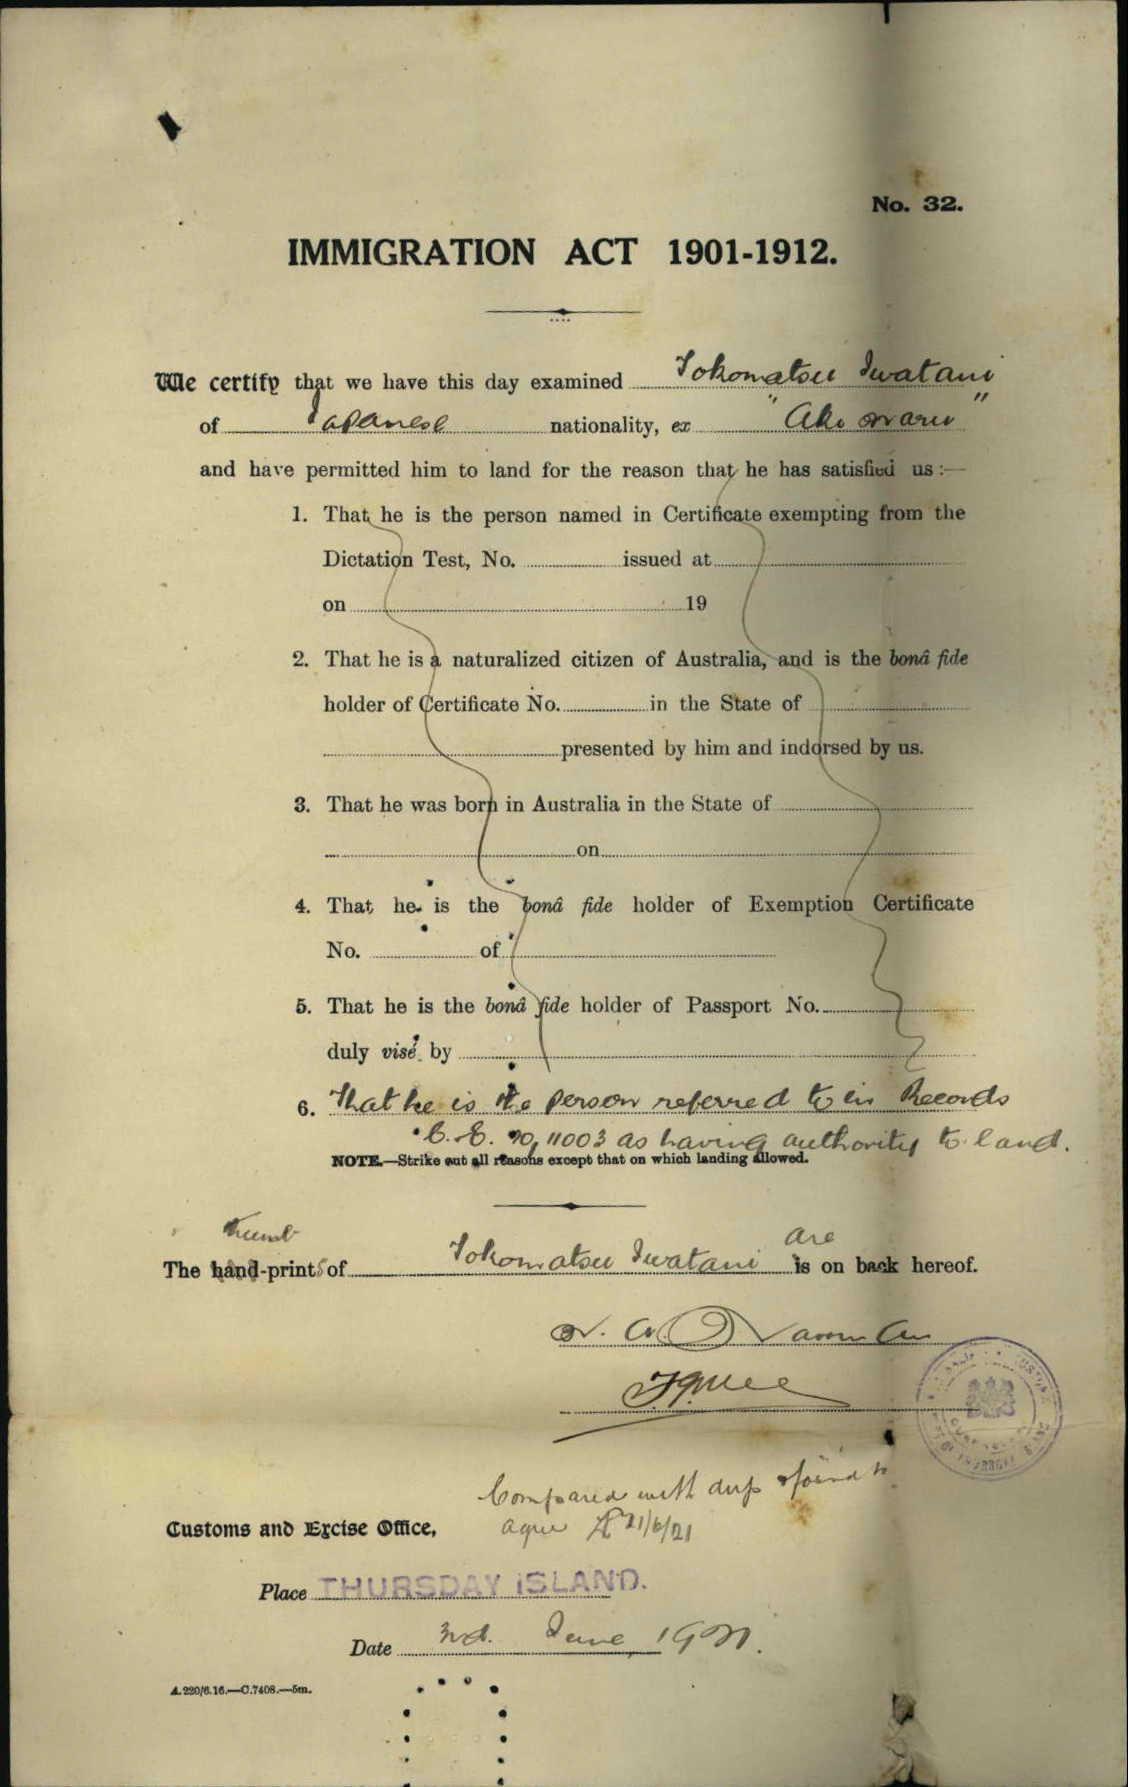 No. 32.
IMMIGRATION ACT 1901-1912.
We certify that we have this day examined Tokomatsu Iwatani
of Japanese nationality, ex "Aki Maru"
and have permitted him to land for the reason that he has satisfied us :—
1. That he is the person named in Certificate exempting from the
Dictation Test, No. issued at
on 19
2. That he is a naturalized citizen of Australia, and is the bonâ fide
holder of Certificate No. in the State of
presented by him and indorsed by us.
3. That he was born in Australia in the State of
on
4. That he is the bonâ fide holder of Exemption Certificate
No. of
5. That he is the bonâ fide holder of Passport No.
duly visé by
6. That he is the person referred to in Records
C.E. No 11003 as having authority to land.
NOTE.—Strike out all reasons except that on which landing allowed.
thumb are
The hand-prints of Tokomatsu Iwatani is on back hereof.
Compared with dup & found to
agree 21/6/21
Customs and Excise Office,
Place THURSDAY ISLAND.
Date 3rd. June 1921.
A.220/6.16.—C.7408.—5m.